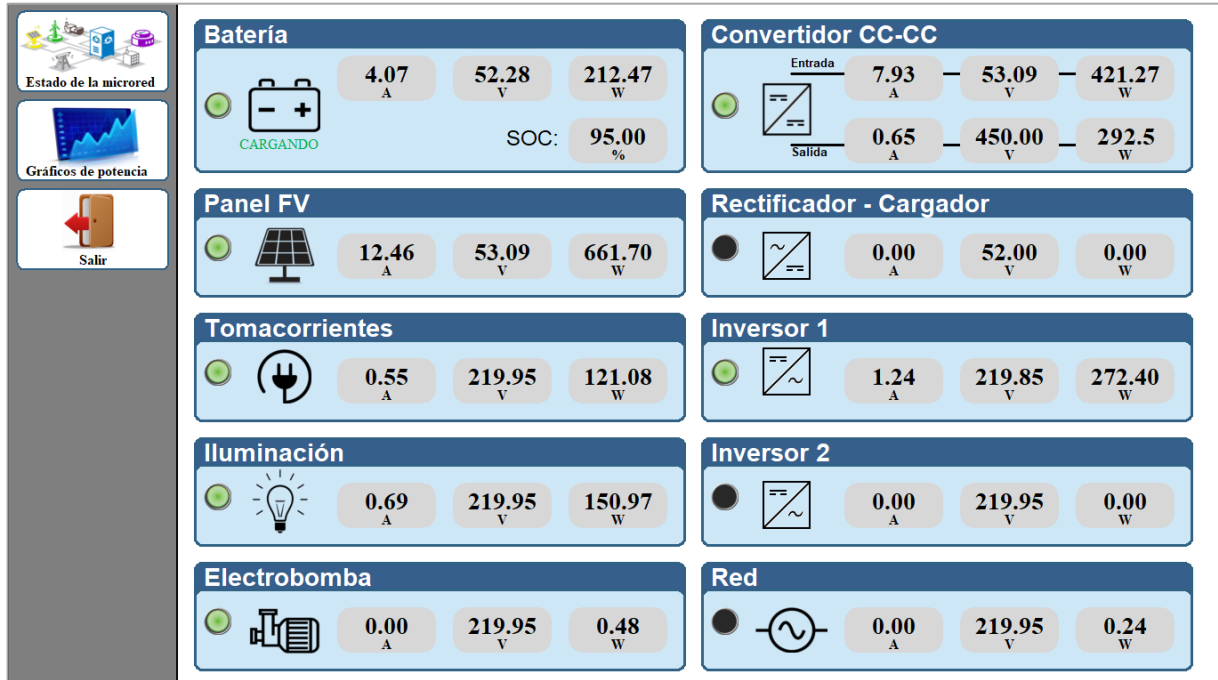 Estado de la microred
Gráficos de potencia
Salir
Batería
4.07 52.28 212.47
A V W
CARGANDO
SOC: 95.00
%
Convertidor CC-CC
Entrada 7.93 53.09 421.27
A V W
Salida 0.65 450.00 292.5
A V W
Panel FV
12.46 53.09 661.70
A V W
Rectificador - Cargador
0.00 52.00 0.00
A V W
Tomacorrientes
0.55 219.95 121.08
A V W
Inversor 1
1.24 219.85 272.40
A V W
Iluminación
0.69 219.95 150.97
A V W
Inversor 2
0.00 219.95 0.00
A V W
Electrobomba
0.00 219.95 0.48
A V W
Red
0.00 219.95 0.24
A V W